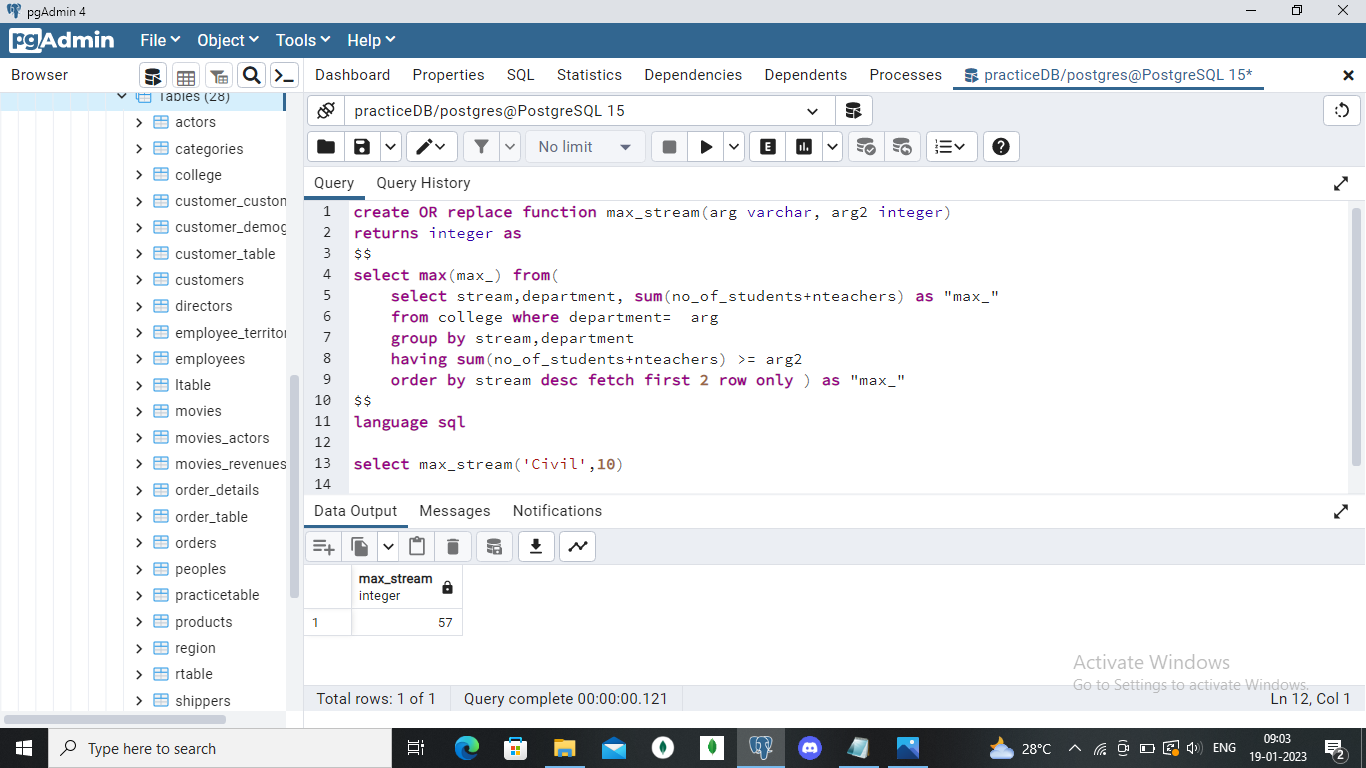 pgAdmin 4
pgAdmin File Object Tools Help
Browser
Dashboard Properties SQL Statistics Dependencies Dependents Processes practiceDB/postgres@PostgreSQL 15*
Tables (28)
actors
categories
college
customer_custon
customer_demog
customer_table
customers
directors
employee_territor
employees
ltable
movies
movies_actors
movies_revenues
order_details
order_table
orders
peoples
practicetable
products
region
rtable
shippers
practiceDB/postgres@PostgreSQL 15
No limit
E
Query Query History
1 create OR replace function max_stream(arg varchar, arg2 integer)
2 returns integer as
3 $$
4 select max(max_) from(
5 select stream,department, sum(no_of_students+nteachers) as "max_"
6 from college where department= arg
7 group by stream,department
8 having sum(no_of_students+nteachers) >= arg2
9 order by stream desc fetch first 2 row only ) as "max_"
10 $$
11 language sql
12
13 select max_stream('Civil',10)
14
Data Output Messages Notifications
max_stream
integer
1 57
Activate Windows
Go to Settings to activate Windows.
Total rows: 1 of 1 Query complete 00:00:00.121 Ln 12, Col 1
Type here to search
28°C ENG
09:03
19-01-2023
2